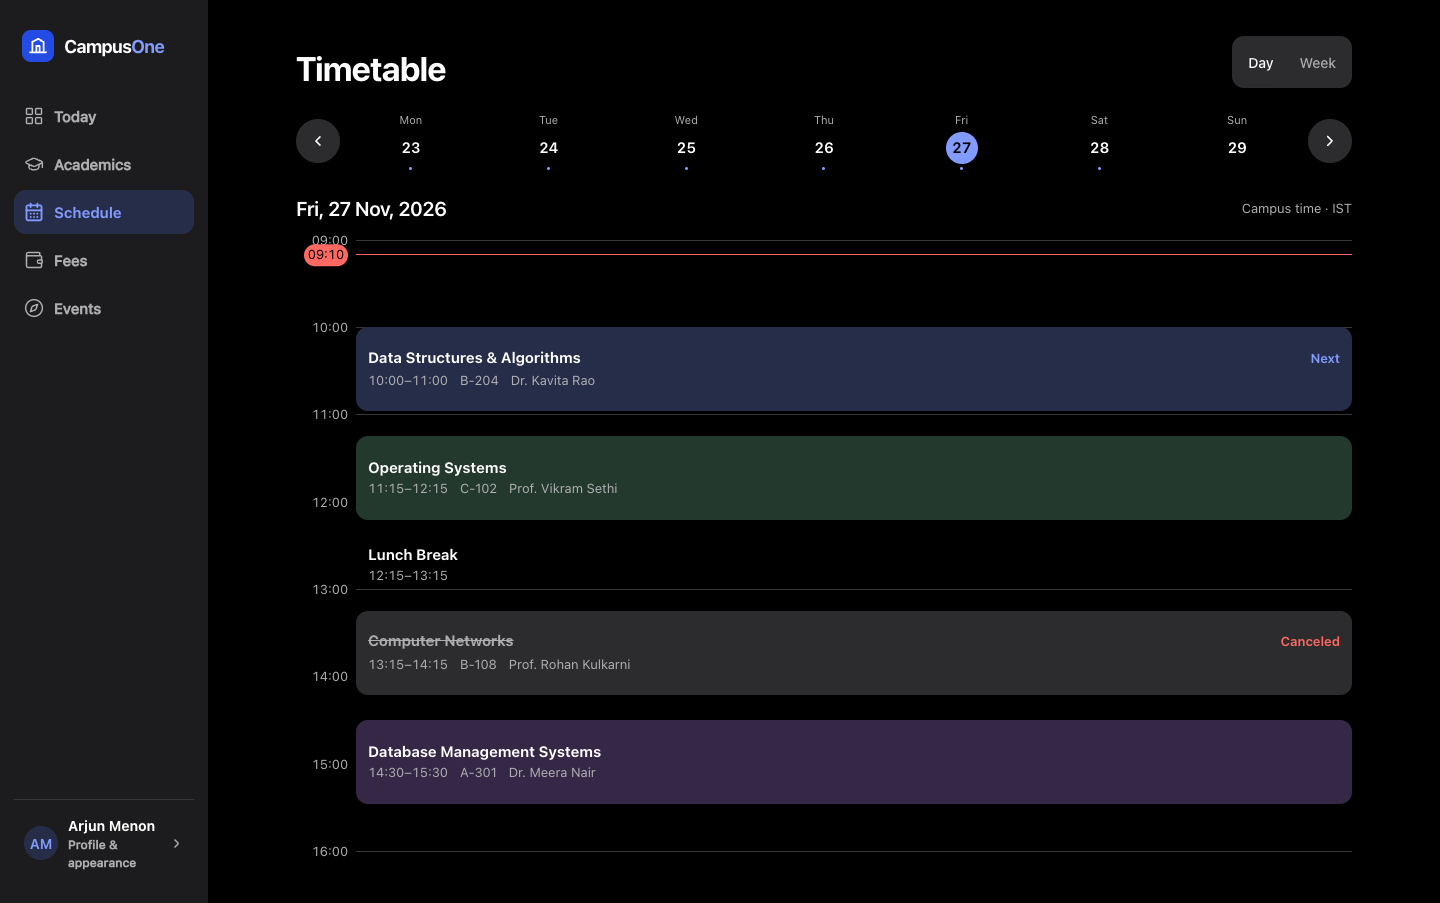 CampusOne
Today
Academics
Schedule
Fees
Events
AM
Arjun Menon
Profile &
appearance
Timetable
Day Week
Mon Tue Wed Thu Fri Sat Sun
23 24 25 26 27 28 29
Fri, 27 Nov, 2026
Campus time · IST
09:00
09:10
10:00
Data Structures & Algorithms
Next
10:00–11:00 B-204 Dr. Kavita Rao
11:00
Operating Systems
11:15–12:15 C-102 Prof. Vikram Sethi
12:00
Lunch Break
12:15–13:15
13:00
Computer Networks
Canceled
13:15–14:15 B-108 Prof. Rohan Kulkarni
14:00
Database Management Systems
14:30–15:30 A-301 Dr. Meera Nair
15:00
16:00